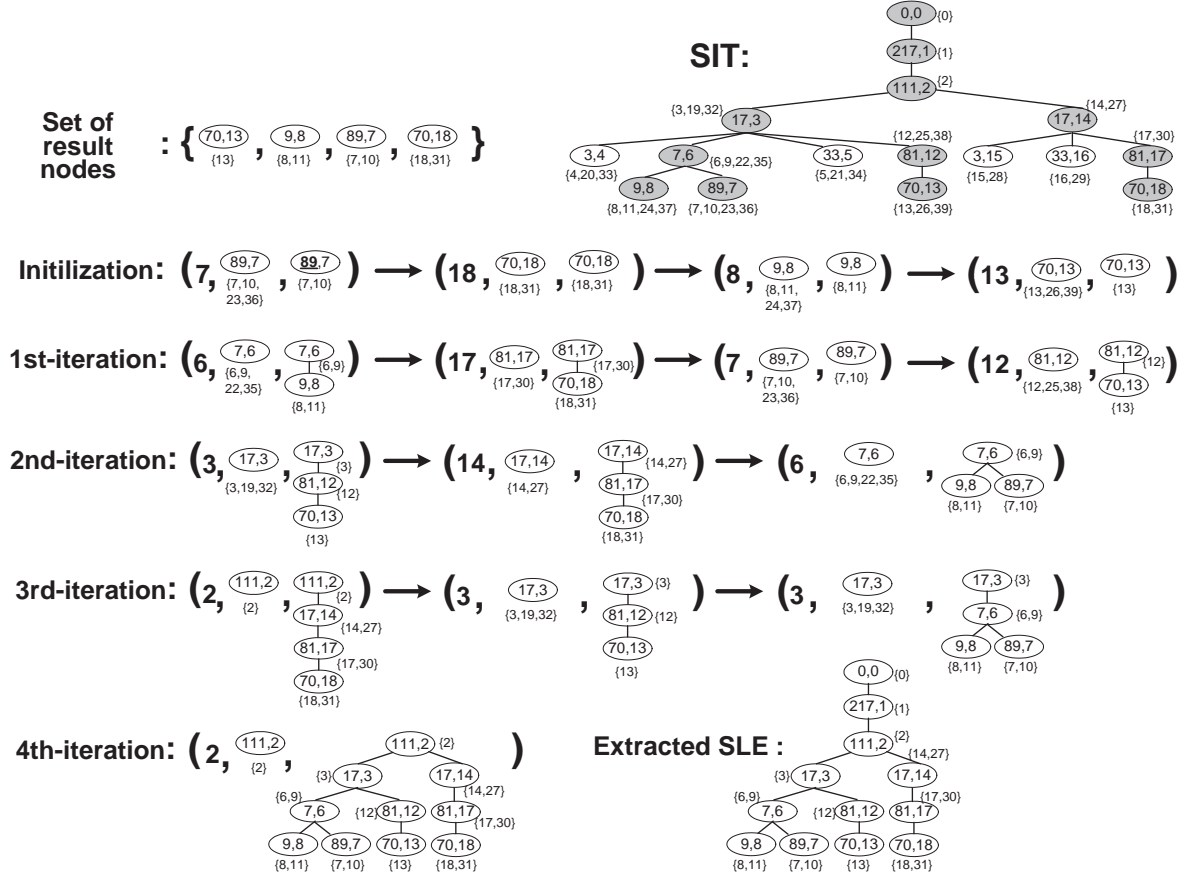 SIT:
0,0 {0}
217,1 {1}
111,2 {2}
{3,19,32} 17,3 17,14 {14,27}
3,4 7,6 {6,9,22,35} 33,5 81,12 {12,25,38} 3,15 33,16 81,17 {17,30}
{4,20,33} {5,21,34} {15,28} {16,29}
9,8 89,7 70,13 70,18
{8,11,24,37} {7,10,23,36} {13,26,39} {18,31}
Set of
result
nodes
: { 70,13 , 9,8 , 89,7 , 70,18 }
{13} {8,11} {7,10} {18,31}
Initilization: (7, 89,7 , 89,7 ) (18, 70,18 , 70,18 ) (8, 9,8 , 9,8 ) (13, 70,13 , 70,13 )
{7,10, {7,10} {18,31} {18,31} {8,11, {8,11} {13,26,39} {13}
23,36} 24,37}
1st-iteration: (6, 7,6 , 7,6 {6,9} ) (17, 81,17 , 81,17 {17,30} ) (7, 89,7 , 89,7 ) (12, 81,12 , 81,12 {12} )
{6,9, 9,8 {17,30} 70,18 {7,10, {7,10} {12,25,38} 70,13
22,35} {8,11} {18,31} 23,36} {13}
2nd-iteration: (3, 17,3 , 17,3 {3} ) (14, 17,14 , 17,14 {14,27} ) (6, 7,6 , 7,6 {6,9} )
{3,19,32} 81,12 {12} {14,27} 81,17 {17,30} {6,9,22,35} 9,8 89,7
70,13 70,18 {8,11} {7,10}
{13} {18,31}
3rd-iteration: (2, 111,2 , 111,2 {2} ) (3, 17,3 , 17,3 {3} ) (3, 17,3 , 17,3 {3} )
{2} 17,14 {14,27} {3,19,32} 81,12 {12} {3,19,32} 7,6 {6,9}
81,17 {17,30} 70,13 9,8 89,7
70,18 {13} {8,11} {7,10}
{18,31}
4th-iteration: (2, 111,2 , 111,2 {2} )
{2}
{3} 17,3 17,14 {14,27}
{6,9} 7,6 {12} 81,12 81,17 {17,30}
9,8 89,7 70,13 70,18
{8,11} {7,10} {13} {18,31}
Extracted SLE :
0,0 {0}
217,1 {1}
111,2 {2}
{3} 17,3 17,14 {14,27}
{6,9} 7,6 {12} 81,12 81,17 {17,30}
9,8 89,7 70,13 70,18
{8,11} {7,10} {13} {18,31}